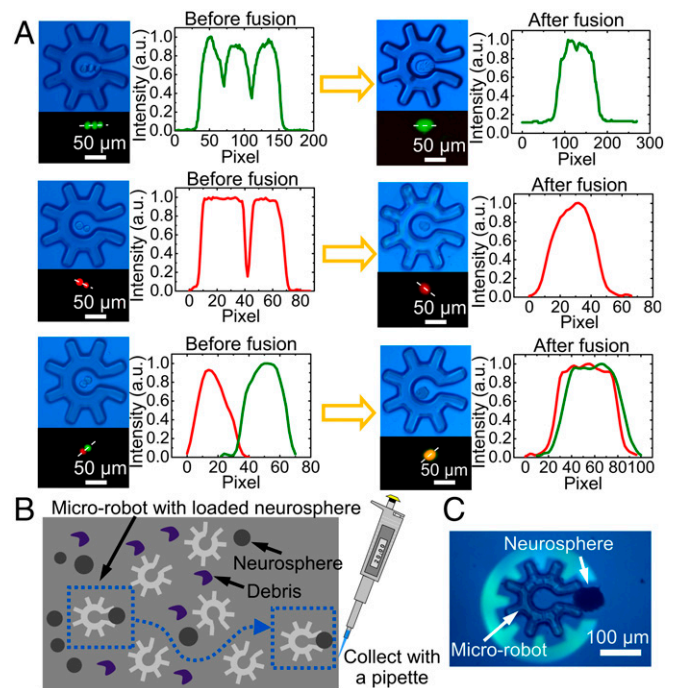 A
Before fusion
After fusion
Intensity (a.u.)
1.0
0.8
0.6
0.4
0.2
0.0
0 50 100 150 200
Pixel
50 µm
Intensity (a.u.)
1.0
0.8
0.6
0.4
0.2
0.0
0 100 200 300
Pixel
50 µm
Before fusion
After fusion
Intensity (a.u.)
1.0
0.8
0.6
0.4
0.2
0.0
0 20 40 60 80
Pixel
50 µm
Intensity (a.u.)
1.0
0.8
0.6
0.4
0.2
0.0
0 20 40 60 80
Pixel
50 µm
Before fusion
After fusion
Intensity (a.u.)
1.0
0.8
0.6
0.4
0.2
0.0
0 20 40 60 80
Pixel
50 µm
Intensity (a.u.)
1.0
0.8
0.6
0.4
0.2
0.0
0 20 40 60 80100
Pixel
50 µm
B
Micro-robot with loaded neurosphere
Neurosphere
Debris
Collect with
a pipette
C
Neurosphere
Micro-robot
100 µm